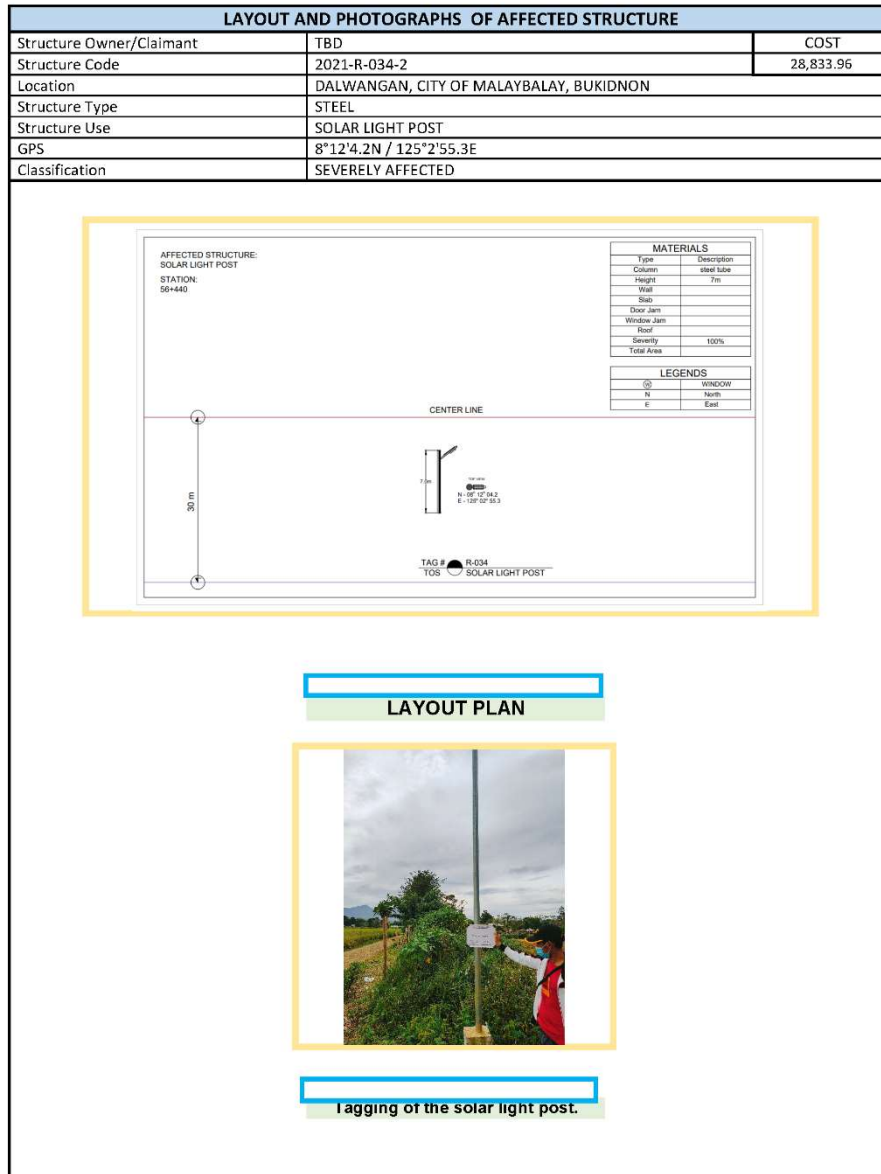 LAYOUT AND PHOTOGRAPHS OF AFFECTED STRUCTURE
Structure Owner/Claimant TBD COST
Structure Code 2021-R-034-2 28,833.96
Location DALWANGAN, CITY OF MALAYBALAY, BUKIDNON
Structure Type STEEL
Structure Use SOLAR LIGHT POST
GPS 8°12'4.2N / 125°2'55.3E
Classification SEVERELY AFFECTED
AFFECTED STRUCTURE:
SOLAR LIGHT POST
STATION:
56+440
MATERIALS
Type Description
Column steel tube
Height 7m
Wall
Slab
Door Jam
Window Jam
Roof
Severity 100%
Total Area
LEGENDS
W WINDOW
N North
E East
CENTER LINE
30 m
TOP VIEW
N - 08° 12" 04.2
E - 125° 02" 55.3
TAG # R-034
TOS SOLAR LIGHT POST
LAYOUT PLAN
Tagging of the solar light post.